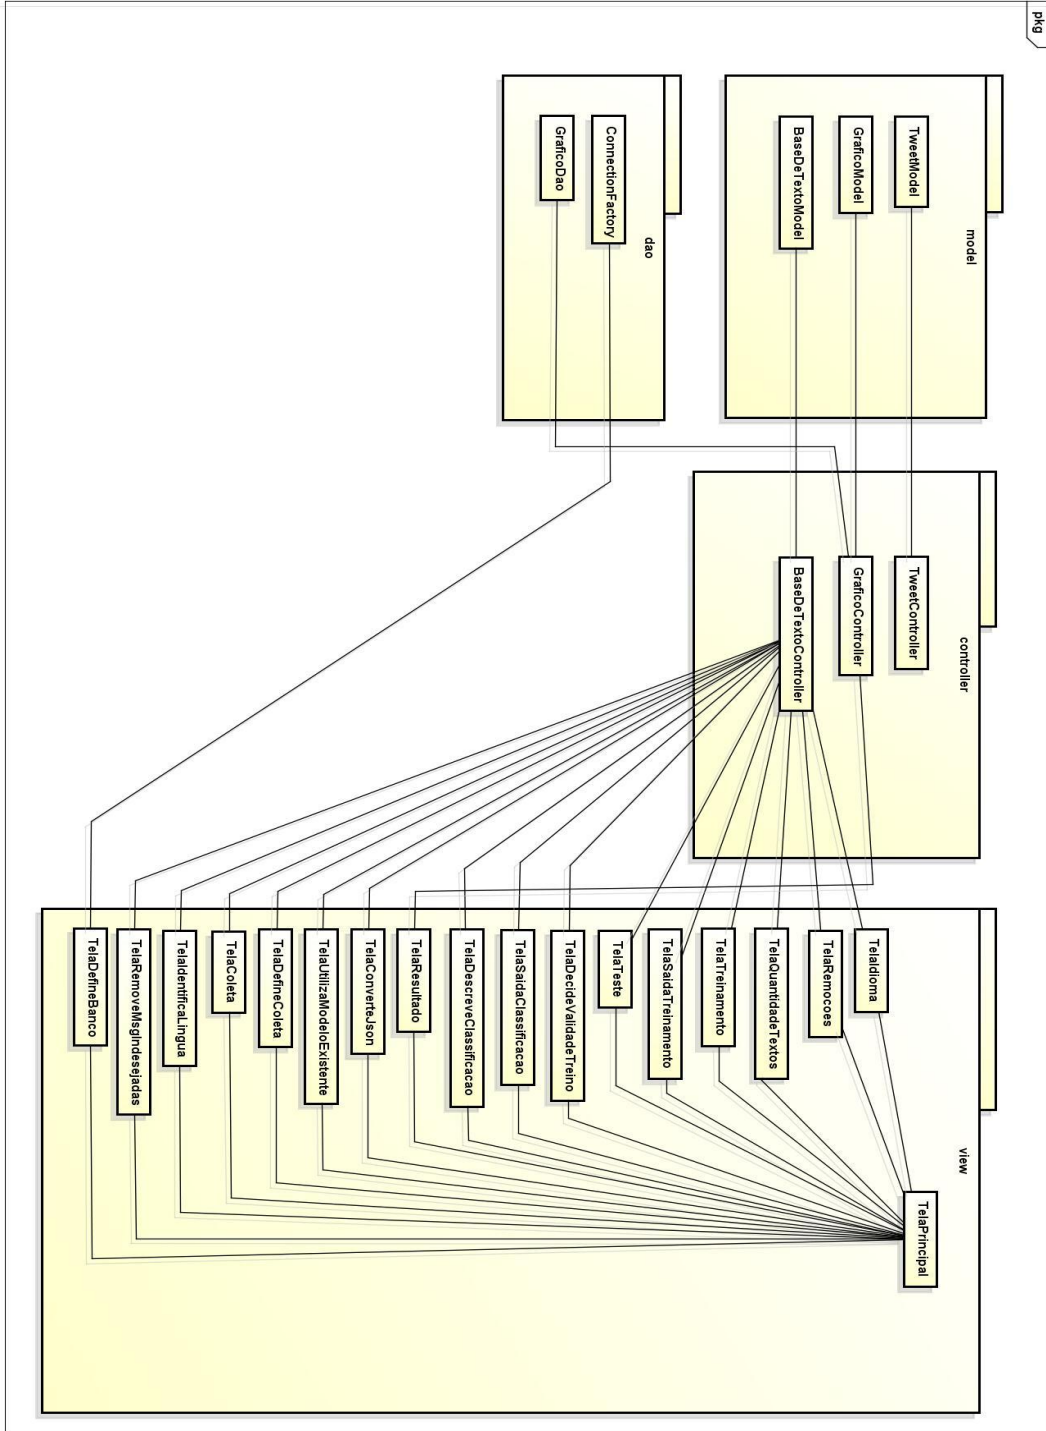 pkg
model
TweetModel
GraficoModel
BaseDeTextoModel
dao
ConnectionFactory
GraficoDao
controller
TweetController
GraficoController
BaseDeTextoController
view
TelaIdioma
TelaRemocoes
TelaQuantidadeTextos
TelaTreinamento
TelaSaidaTreinamento
TelaTeste
TelaDecideValidadeTreino
TelaSaidaClassificacao
TelaDescreveClassificacao
TelaResultado
TelaConverteJson
TelaUtilizaModeloExistente
TelaDefineColeta
TelaColeta
TelaIdentificaLingua
TelaRemoveMsgIndesejadas
TelaDefineBanco
TelaPrincipal